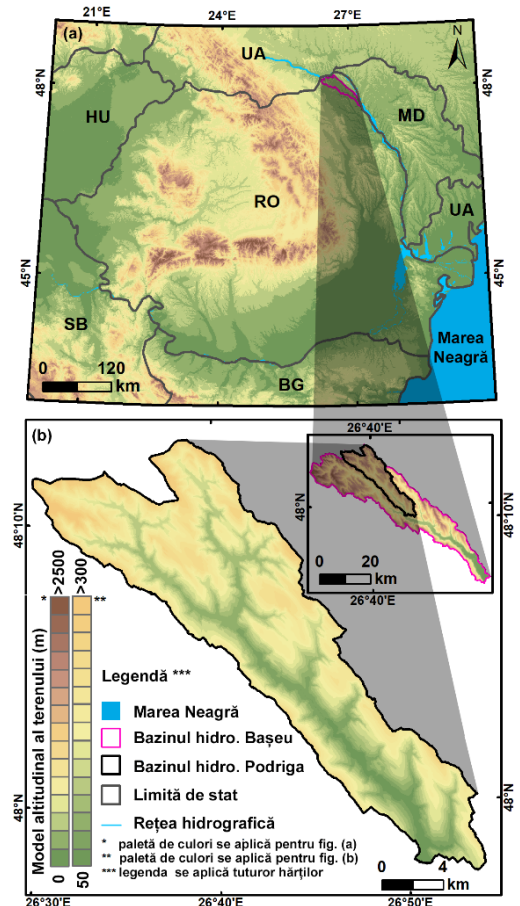 21°E 24°E 27°E
(a)
N
UA
48°N
48°N
HU
MD
RO
UA
45°N
45°N
SB
Marea
Neagră
0 120
km
BG
(b)
26°40'E
48°N
48°10'N
0 20
km
26°40'E
48°10'N
* >2500 >300 **
Model altitudinal al terenului (m)
0 50
Legendă ***
Marea Neagră
Bazinul hidro. Bașeu
Bazinul hidro. Podriga
Limită de stat
Rețea hidrografică
* paletă de culori se aplică pentru fig. (a)
** paletă de culori se aplică pentru fig. (b)
*** legenda se aplică tuturor hărților
48°N
48°N
0 4
km
26°30'E 26°40'E 26°50'E